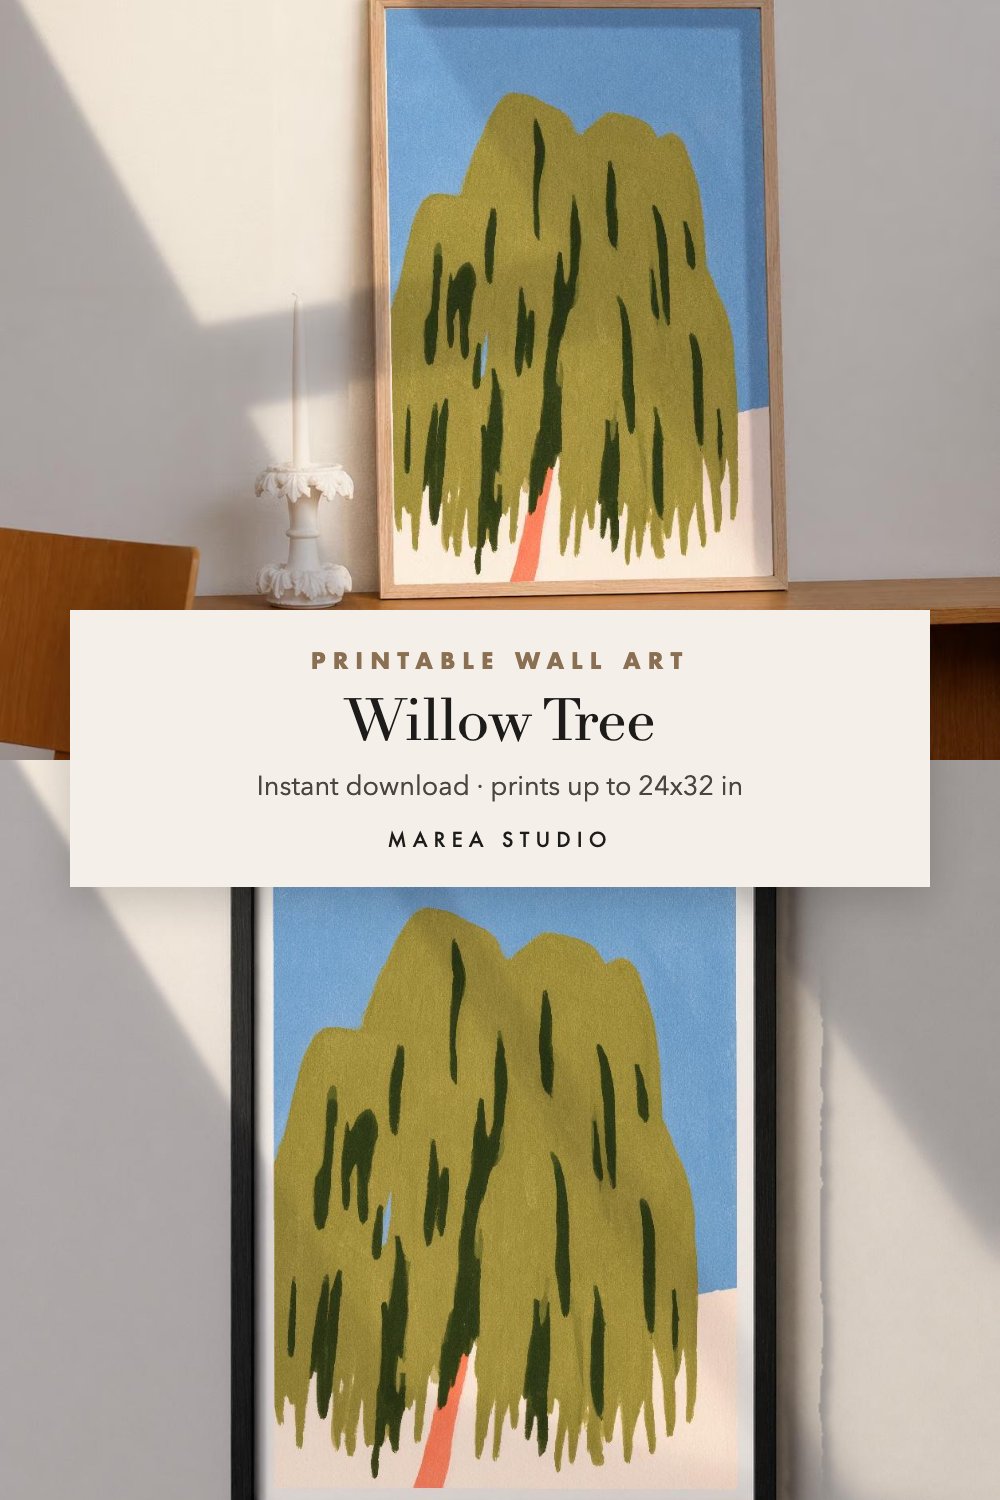 PRINTABLE WALL ART
Willow Tree
Instant download · prints up to 24x32 in
MAREA STUDIO